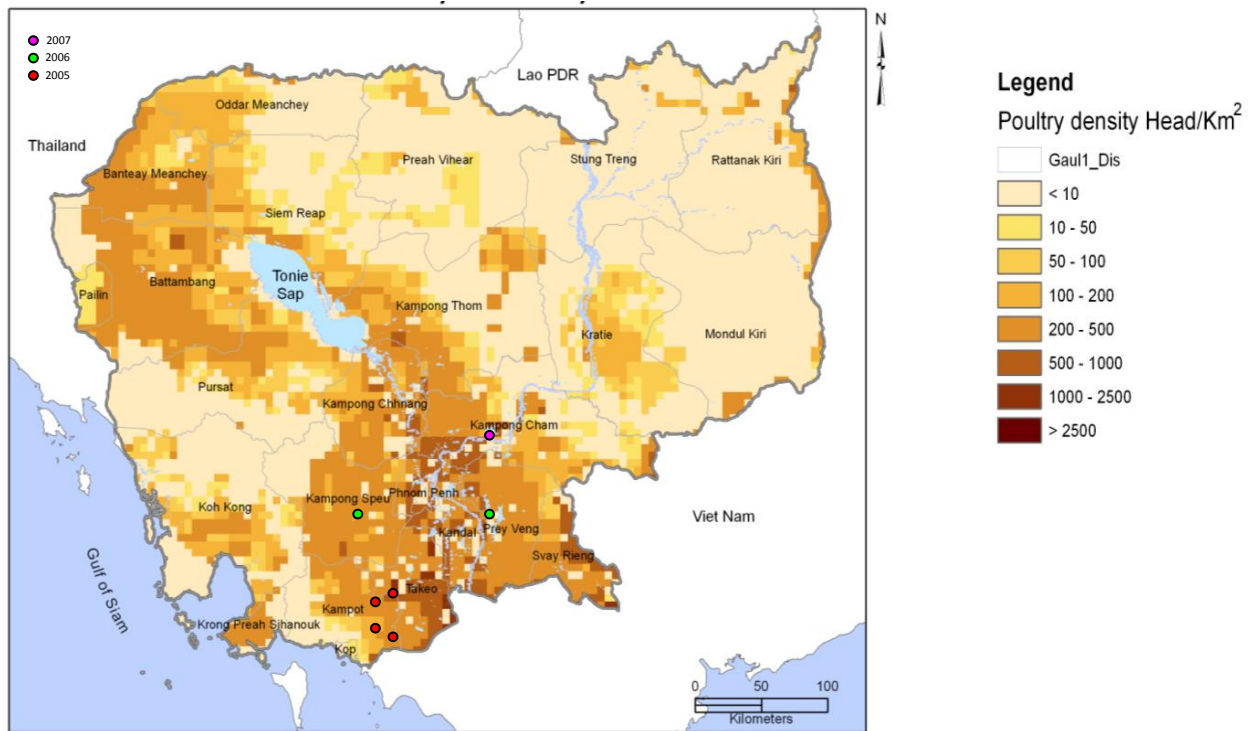 N
2007
2006
2005
Lao PDR
Thailand
Oddar Meanchey
Preah Vihear
Stung Treng
Rattanak Kiri
Banteay Meanchey
Siem Reap
Tonie
Sap
Battambang
Pailin
Kampong Thom
Kratie
Mondul Kiri
Pursat
Kampong Chhnang
Kampong Cham
Kampong Speu
Phnom Penh
Koh Kong
Kandal
Prey Veng
Viet Nam
Svay Rieng
Gulf of Siam
Takeo
Kampot
Krong Preah Sihanouk
Kop
0 50 100
Kilometers
Legend
Poultry density Head/Km²
Gaul1_Dis
< 10
10 - 50
50 - 100
100 - 200
200 - 500
500 - 1000
1000 - 2500
> 2500